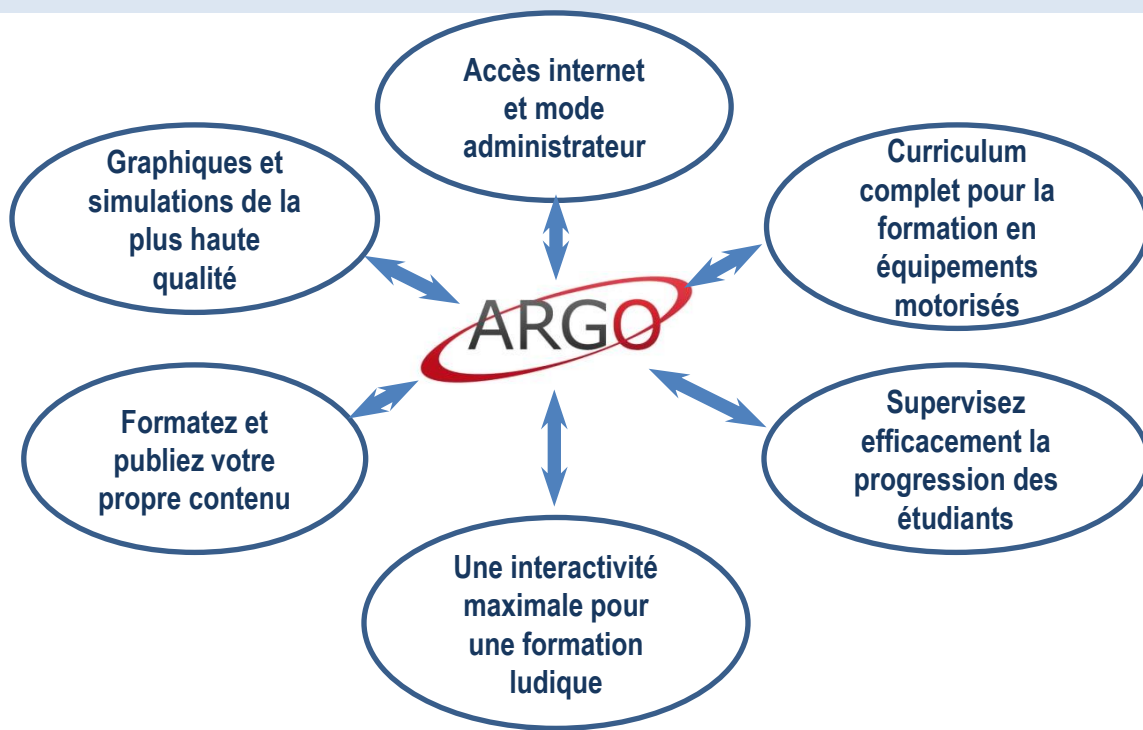 Accès internet
et mode
administrateur
Graphiques et
simulations de la
plus haute
qualité
Curriculum
complet pour la
formation en
équipements
motorisés
ARGO
Formatez et
publiez votre
propre contenu
Supervisez
efficacement la
progression des
étudiants
Une interactivité
maximale pour
une formation
ludique